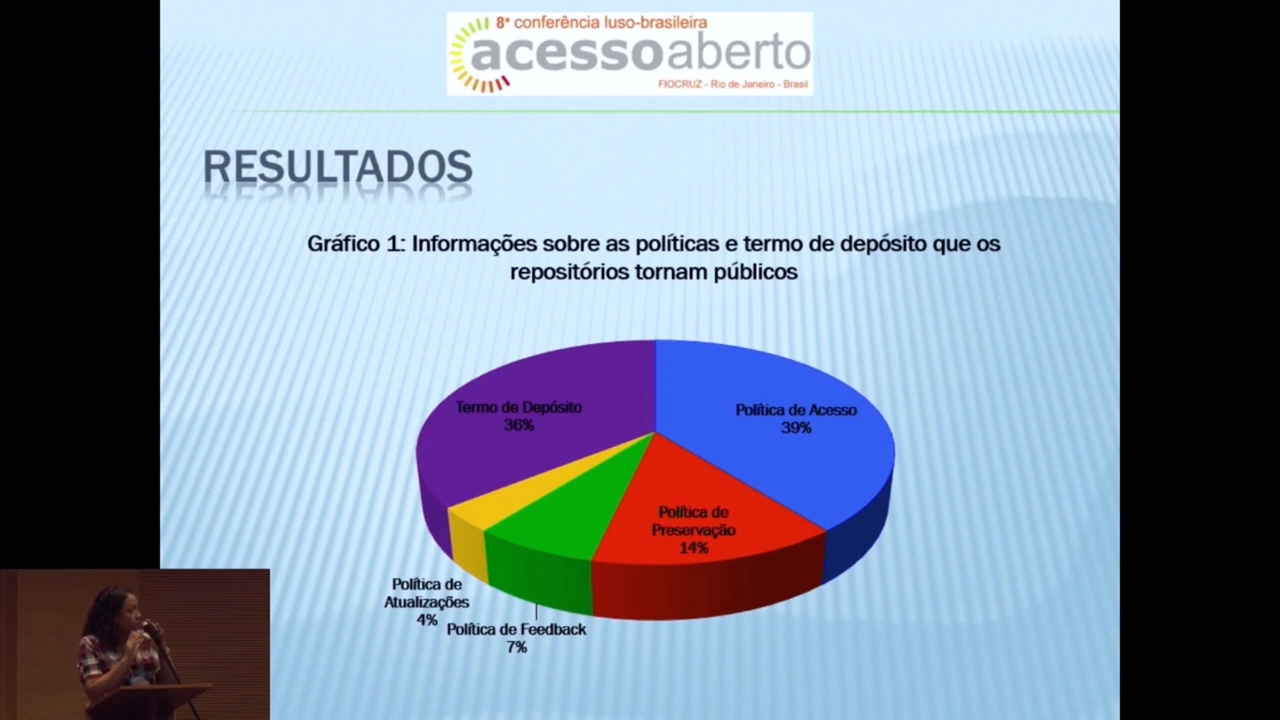 8ª conferência luso-brasileira
acessoaberto
FIOCRUZ - Rio de Janeiro - Brasil
RESULTADOS
Gráfico 1: Informações sobre as políticas e termo de depósito que os
repositórios tornam públicos
Termo de Depósito
36%
Política de Acesso
39%
Política de
Preservação
14%
Política de
Atualizações
4%
Política de Feedback
7%